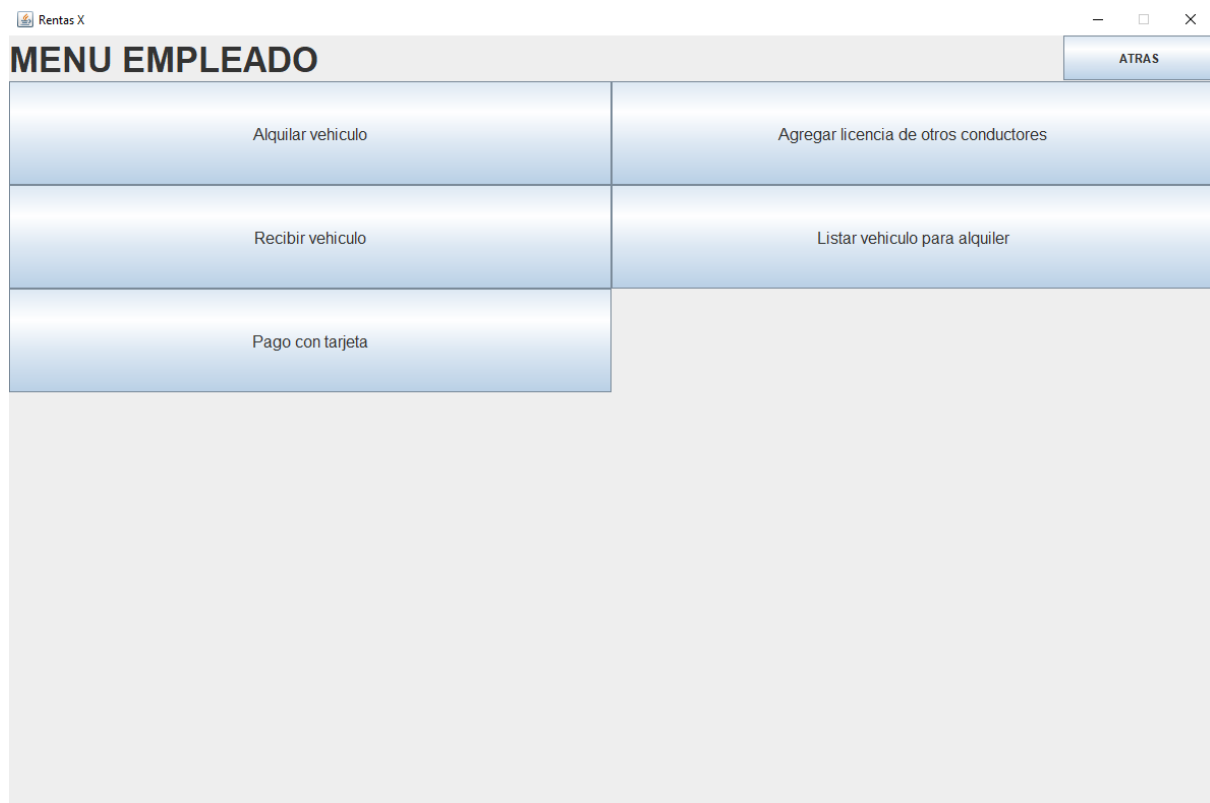 Rentas X
MENU EMPLEADO
ATRAS
Alquilar vehiculo
Agregar licencia de otros conductores
Recibir vehiculo
Listar vehiculo para alquiler
Pago con tarjeta